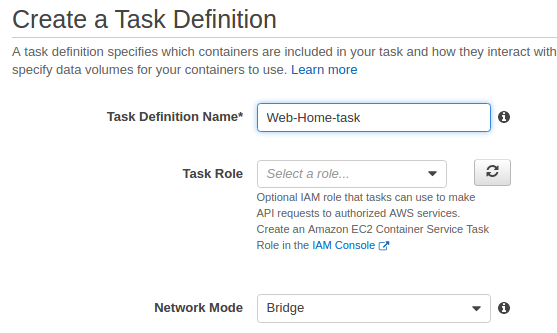 Create a Task Definition
A task definition specifies which containers are included in your task and how they interact with
specify data volumes for your containers to use. Learn more
Task Definition Name* Web-Home-task
Task Role Select a role...
Optional IAM role that tasks can use to make
API requests to authorized AWS services.
Create an Amazon EC2 Container Service Task
Role in the IAM Console
Network Mode Bridge